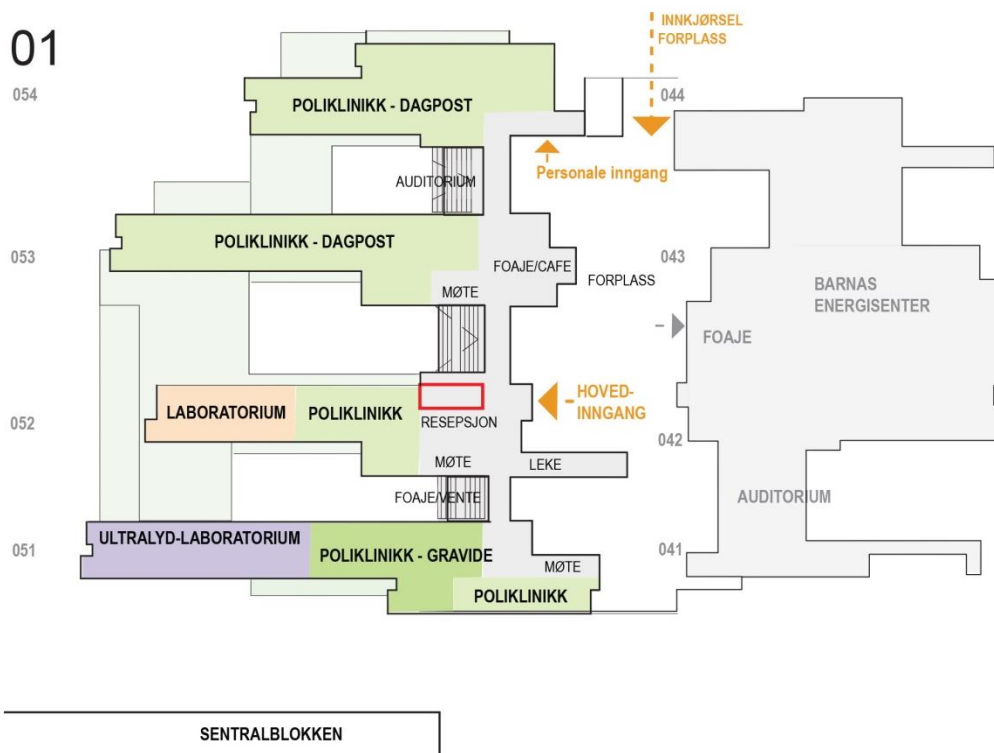 01
INNKJØRSEL
FORPLASS
054
044
POLIKLINIKK - DAGPOST
AUDITORIUM
Personale inngang
053
POLIKLINIKK - DAGPOST
FOAJE/CAFE
043
MØTE
FORPLASS
BARNAS
ENERGISENTER
FOAJE
LABORATORIUM
POLIKLINIKK
HOVED-
INNGANG
052
RESEPSJON
042
MØTE
LEKE
FOAJE/VENTE
AUDITORIUM
051
ULTRALYD-LABORATORIUM
POLIKLINIKK - GRAVIDE
041
MØTE
POLIKLINIKK
SENTRALBLOKKEN